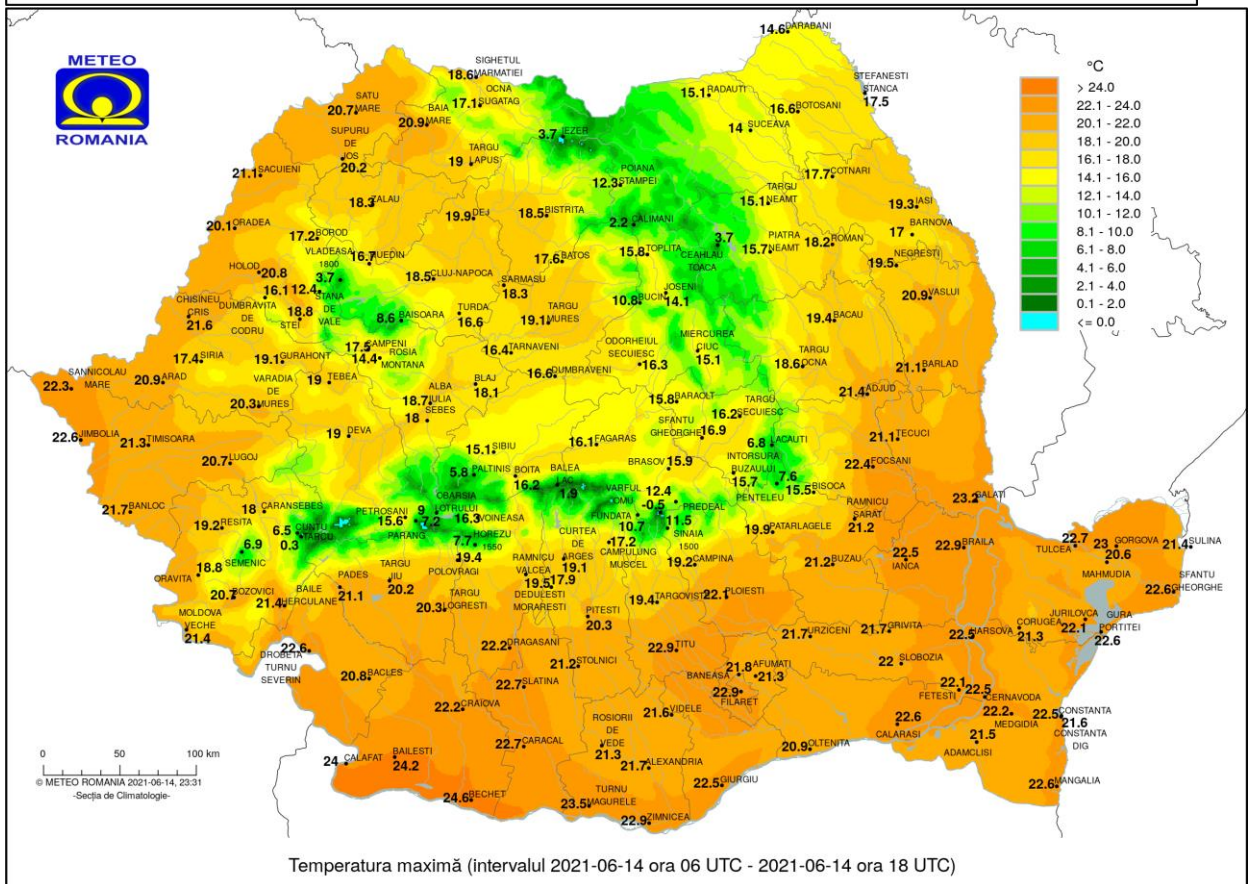 METEO
ROMANIA
°C
> 24.0
22.1 - 24.0
20.1 - 22.0
18.1 - 20.0
16.1 - 18.0
14.1 - 16.0
12.1 - 14.0
10.1 - 12.0
8.1 - 10.0
6.1 - 8.0
4.1 - 6.0
2.1 - 4.0
0.1 - 2.0
<= 0.0
14.6 DARABANI
18.6 SIGHETUL
MARMATIEI
OCNA
17.1 SUGATAG
15.1 RADAUTI
STEFANESTI
STANCA
17.5
16.6 BOTOSANI
20.7 SATU
MARE
20.9 BAIA
MARE
14 SUCEAVA
3.7 IEZER
SUPURU
DE
JOS
20.2
19 TARGU
LAPUS
POIANA
12.3 STAMPEI
17.7 COTNARI
21.1 SACUIENI
18.3 ZALAU
15.1 TARGU
NEAMT
19.3 IASI
19.9 DEJ
18.5 BISTRITA
2.2 CALIMANI
BARNOVA
17
20.1 ORADEA
17.2 BOROD
15.7 PIATRA
NEAMT
18.2 ROMAN
3.7
CEAHLAU
TOACA
VLADEASA
1800
3.7
16.7 HUEDIN
17.6 BATOS
15.8 TOPLITA
NEGRESTI
19.5
HOLOD
20.8
18.5 CLUJ-NAPOCA
SARMASU
18.3
JOSENI
14.1
16.1
DUMBRAVITA
DE
CODRU
12.4
STANA
DE
VALE
10.8 BUCIN
20.9 VASLUI
CHISINEU
CRIS
21.6
18.8
STEI
8.6 BAISOARA
TURDA
16.6
19.1 TARGU
MURES
19.4 BACAU
17.4 SIRIA
19.1 GURAHONT
17.5 CAMPENI
14.4 ROSIA
MONTANA
16.4 TARNAVENI
ODORHEIUL
SECUIESC
16.3
MIERCUREA
CIUC
15.1
18.6 TARGU
OCNA
21.1 BARLAD
SANNICOLAU
22.3 MARE
20.9 ARAD
19 TEBEA
16.6 DUMBRAVENI
BLAJ
18.1
21.4 ADJUD
VARADIA
DE
20.3 MURES
ALBA
18.7 IULIA
SEBES
18
15.8 BARAOLT
TARGU
16.2 SECUIESC
22.6 JIMBOLIA
21.3 TIMISOARA
19 DEVA
SFANTU
GHEORGHE 16.9
21.1 TECUCI
15.1 SIBIU
16.1 FAGARAS
6.8 LACAUTI
20.7 LUGOJ
5.8 PALTINIS
BOITA
16.2
BALEA
LAC
1.9
BRASOV 15.9
INTORSURA
BUZAULUI
15.7
7.6
PENTELEU
22.4 FOCSANI
15.5 BISOCA
21.7 BANLOC
18 CARANSEBES
19.2 RESITA
PETROSANI
15.6
9
OBARSIA
LOTRULUI
7.2
PARANG
16.3 VOINEASA
VARFUL
OMU
-0.5
12.4
PREDEAL
FUNDATA
10.7
11.5
SINAIA
1500
RAMNICU
SARAT
21.2
23.2 GALATI
6.5 CUNTU
TARCU
0.3
7.7 HOREZU
1550
17.2
CAMPULUNG
MUSCEL
19.9 PATARLAGELE
6.9
SEMENIC
19.4
POLOVRAGI
CURTEA
DE
ARGES
19.1
19.2 CAMPINA
21.2 BUZAU
22.5
IANCA
22.9 BRAILA
22.7
TULCEA
23 GORGOVA
20.6
MAHMUDIA
21.4 SULINA
18.8
ORAVITA
20.7 BOZOVICI
PADES
21.1
TARGU
JIU
20.2
RAMNICU
VALCEA
19.5
17.9
DEDULESTI
MORARESTI
SFANTU
22.6 GHEORGHE
BAILE
21.4 HERCULANE
TARGU
20.3 LOGRESTI
19.4 TARGOVISTE
22.1 PLOIESTI
JURILOVCA
22.1
GURA
PORTITEI
22.6
MOLDOVA
VECHE
21.4
PITESTI
20.3
21.7 URZICENI
21.7 GRIVITA
22.5 HARSOVA
CORUGEA
21.3
22.6
DROBETA
TURNU
SEVERIN
22.2 DRAGASANI
21.2 STOLNICI
22.9 TITU
SLOBOZIA
22
20.8 BACLES
22.7 SLATINA
BANEASA
21.8 AFUMATI
21.3
22.9
FILARET
22.1
FETESTI
22.5
CERNAVODA
22.2 CRAIOVA
21.6 VIDELE
22.6
CALARASI
22.2
MEDGIDIA
22.5 CONSTANTA
21.6
CONSTANTA
DIG
22.7 CARACAL
ROSIORII
DE
VEDE
21.3
20.9 OLTENITA
21.5
ADAMCLISI
24 CALAFAT
BAILESTI
24.2
21.7 ALEXANDRIA
22.5 GIURGIU
22.6 MANGALIA
24.6 BECHET
TURNU
23.5 MAGURELE
22.9 ZIMNICEA
0 50 100 km
© METEO ROMANIA 2021-06-14, 23:31
-Secția de Climatologie-
Temperatura maximă (intervalul 2021-06-14 ora 06 UTC - 2021-06-14 ora 18 UTC)